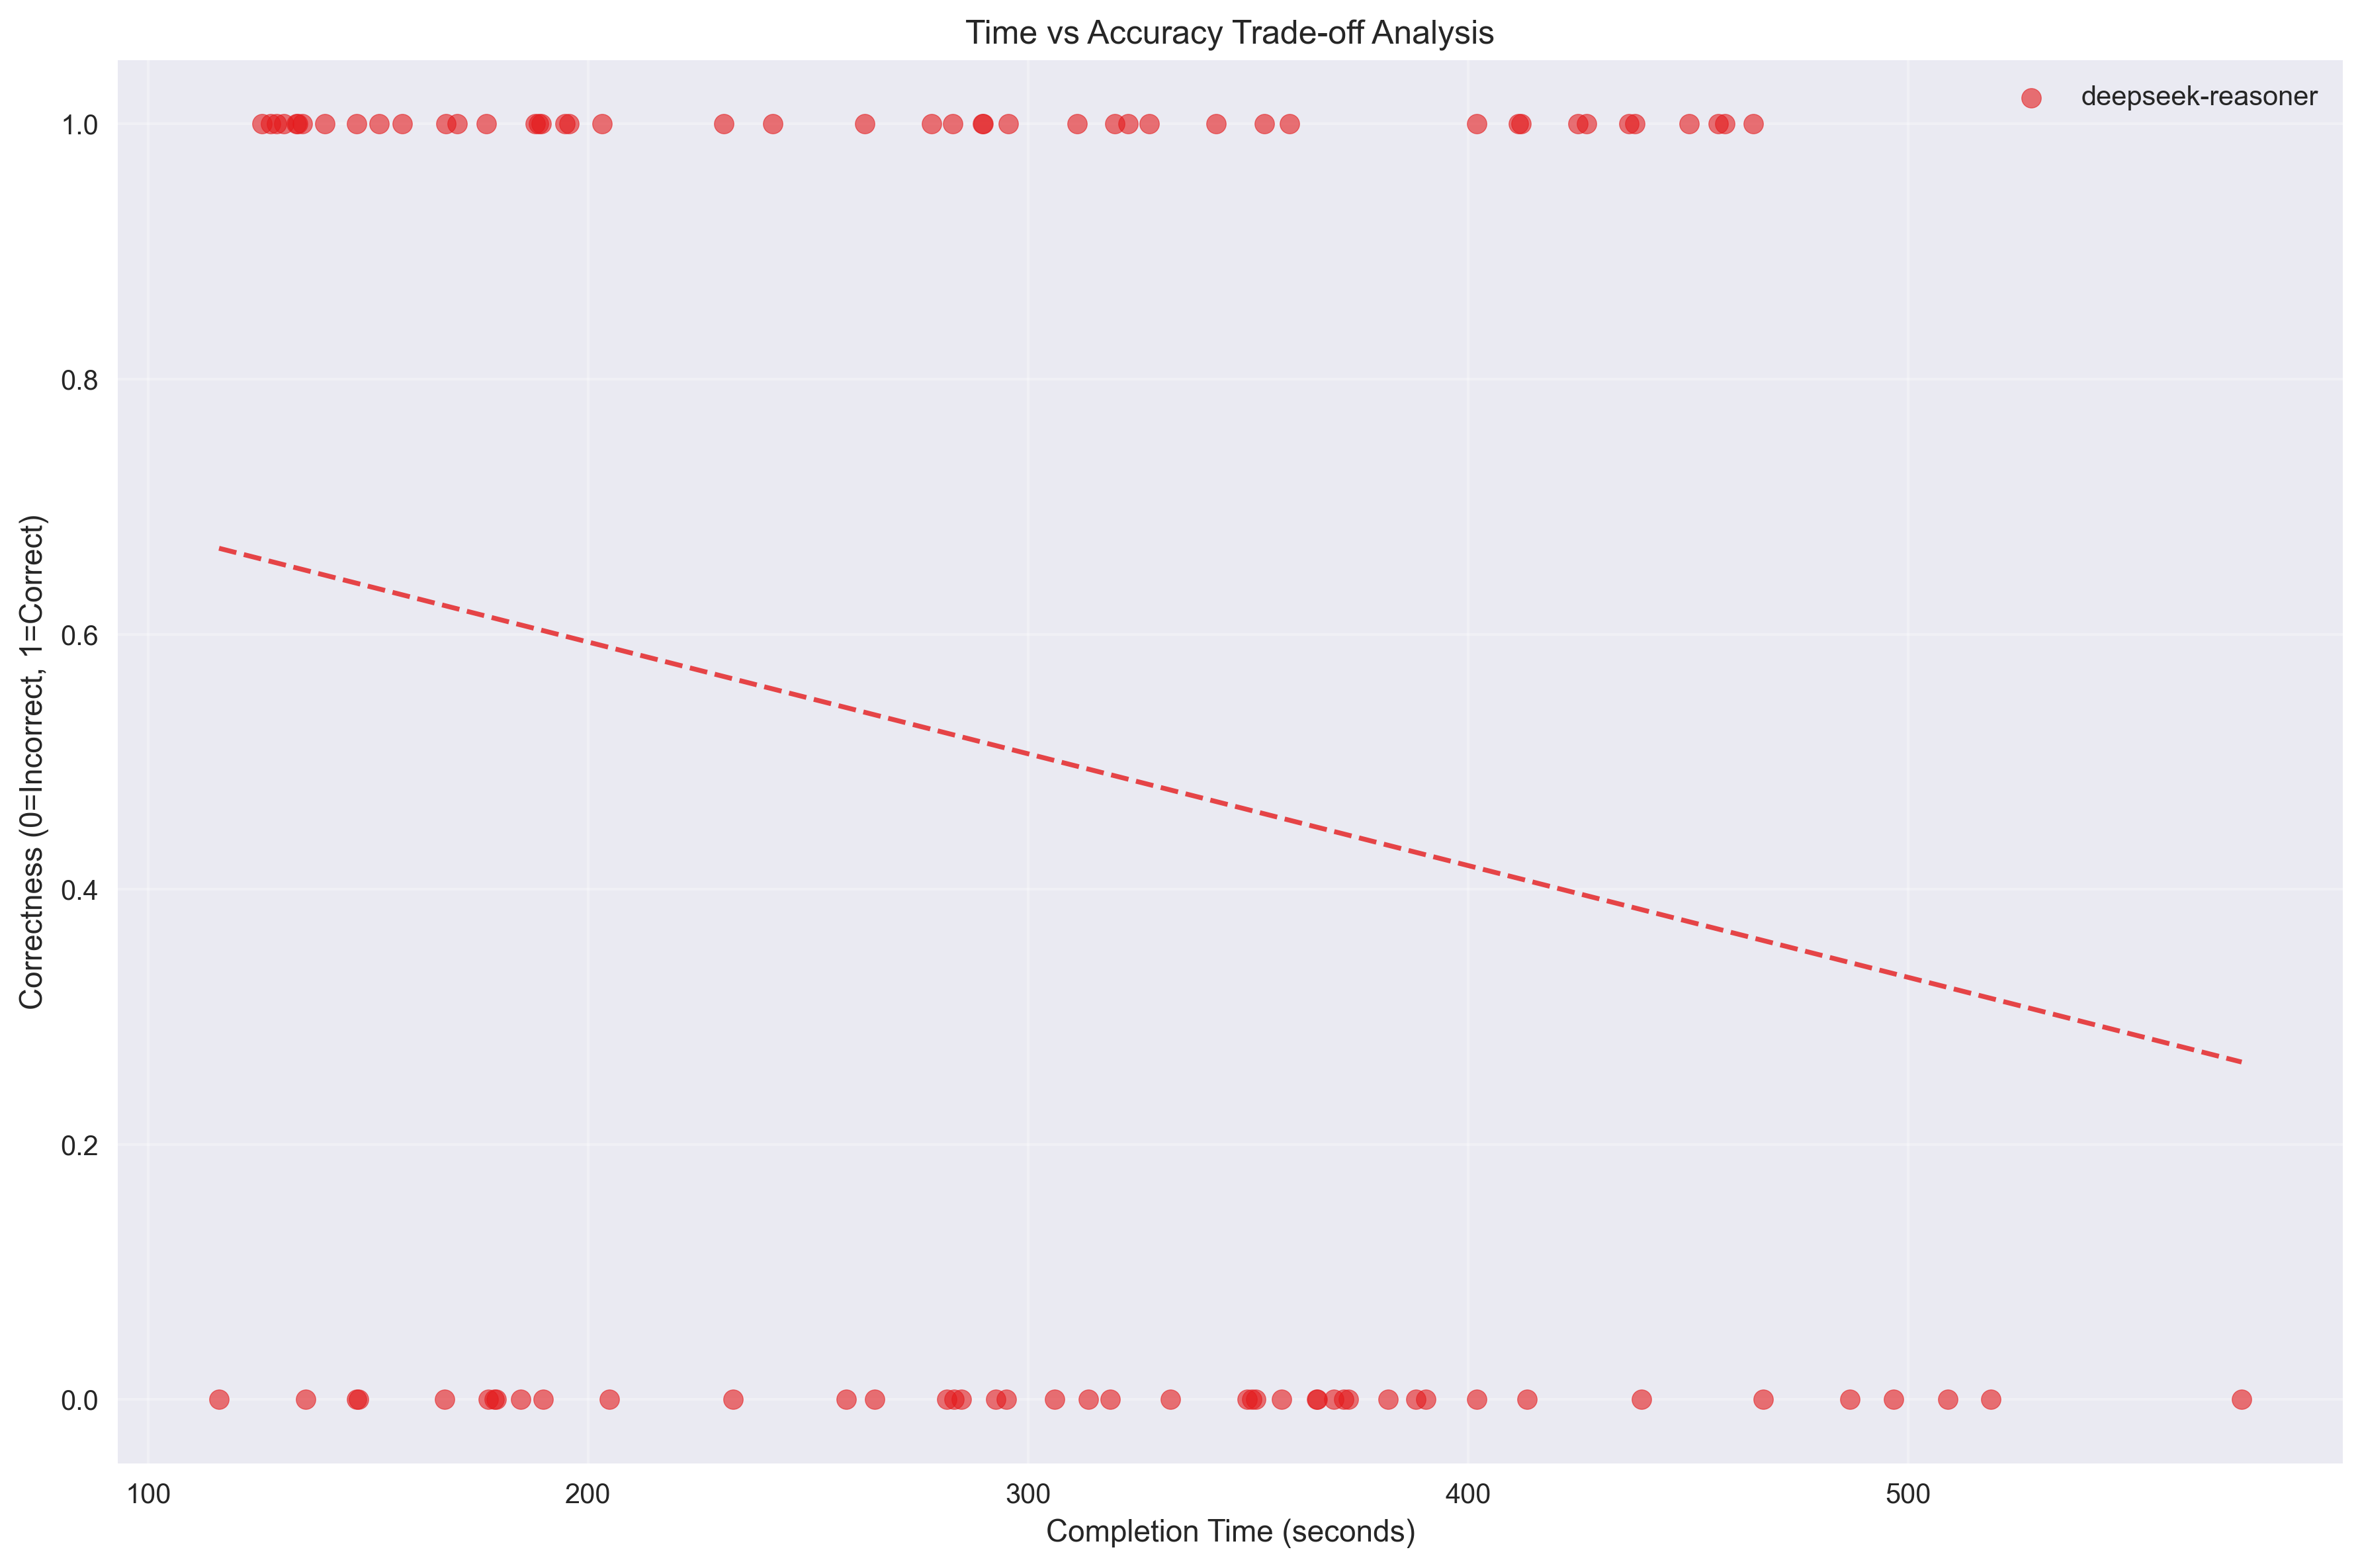 Time vs Accuracy Trade-off Analysis
deepseek-reasoner
Correctness (0=Incorrect, 1=Correct)
1.0
0.8
0.6
0.4
0.2
0.0
100 200 300 400 500
Completion Time (seconds)